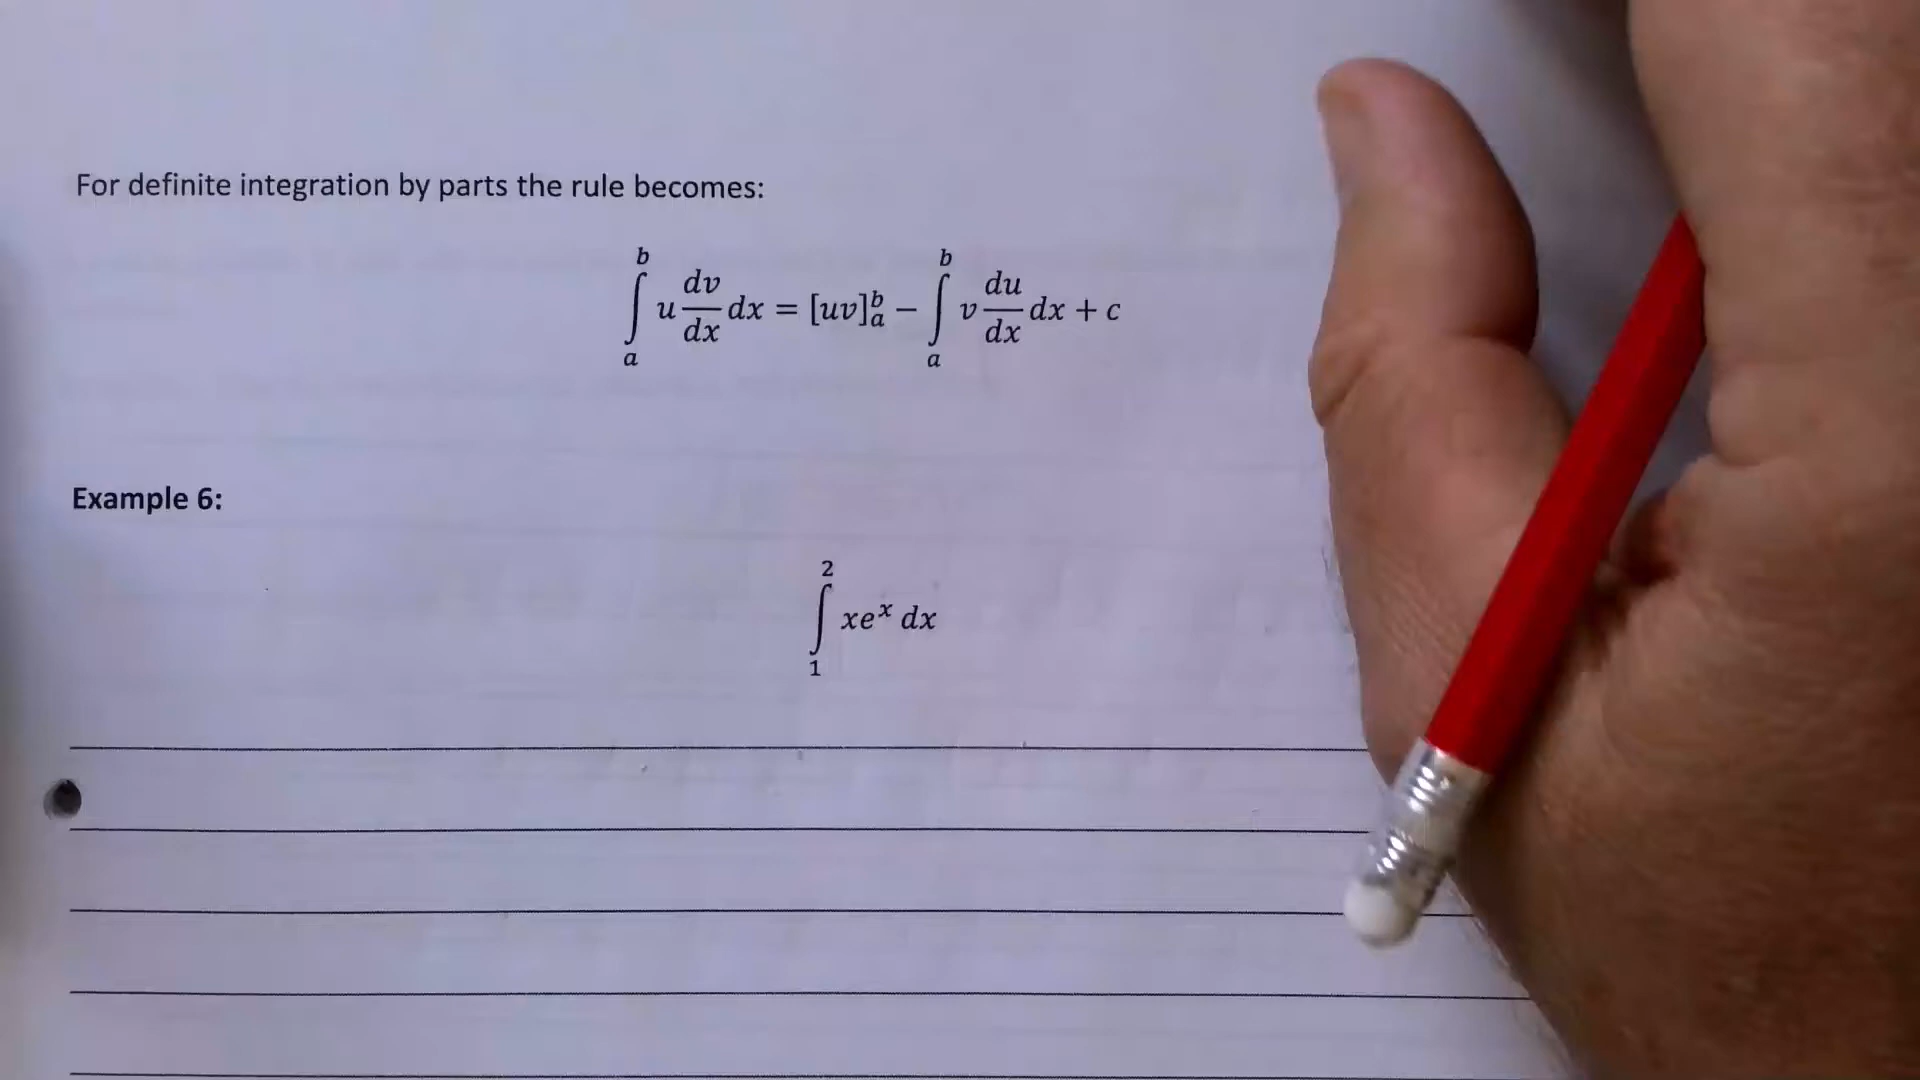 For definite integration by parts the rule becomes:
∫_a^b u dv/dx dx = [uv]_a^b − ∫_a^b v du/dx dx + c
Example 6:
∫_1^2 xe^x dx